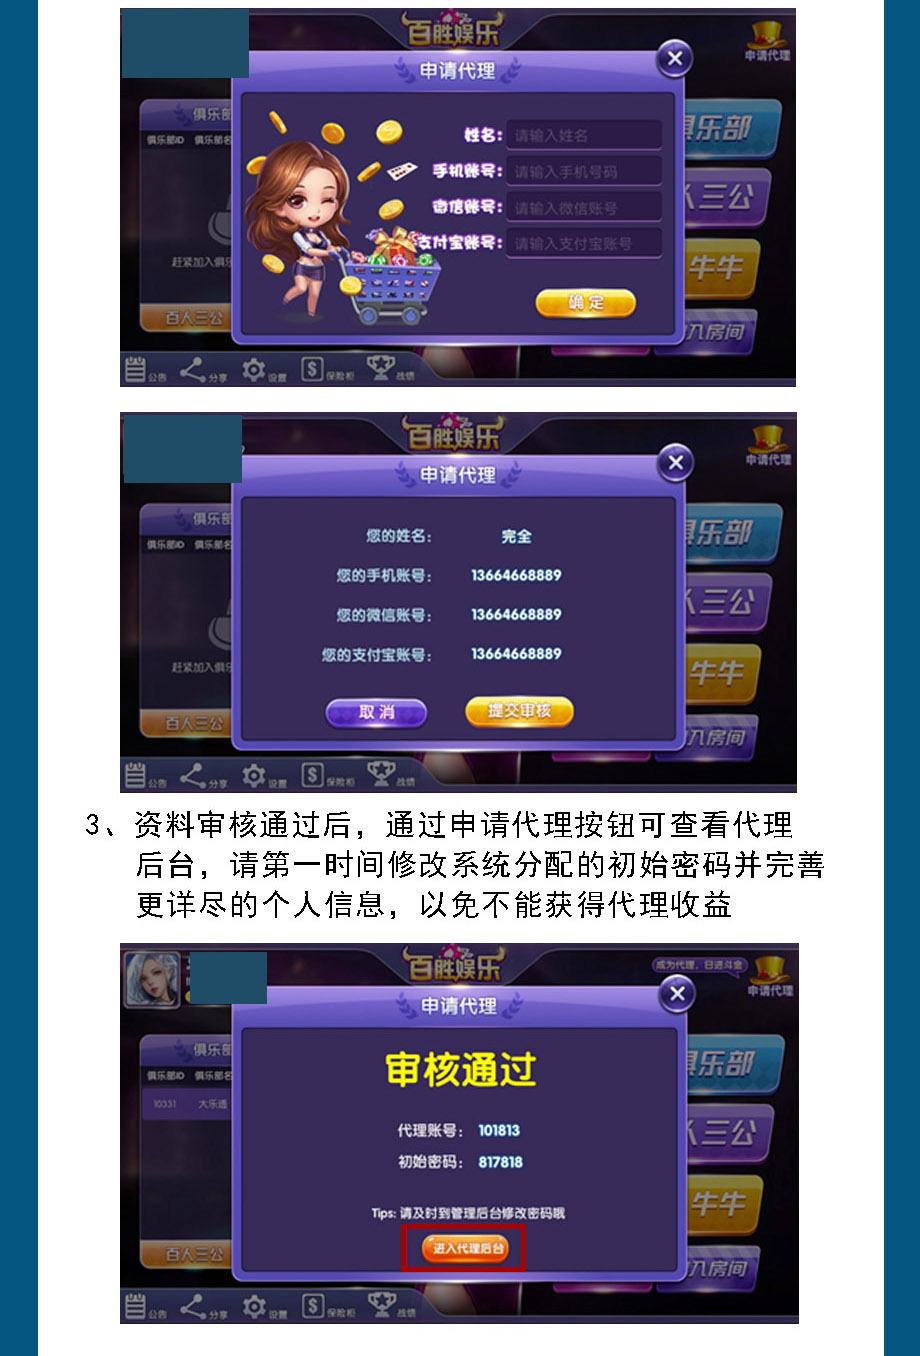 百胜娱乐
申请代理
申请代理
俱乐部
俱乐部ID 俱乐部名
姓名: 请输入姓名
手机账号: 请输入手机号码
微信账号: 请输入微信账号
支付宝账号: 请输入支付宝账号
确定
赶紧加入俱乐
百人三公
俱乐部
人三公
牛牛
入房间
公告 分享 设置 保险柜 战绩
百胜娱乐
申请代理
申请代理
俱乐部
俱乐部ID 俱乐部名
您的姓名: 完全
您的手机账号: 13664668889
您的微信账号: 13664668889
您的支付宝账号: 13664668889
取消 提交审核
赶紧加入俱乐
百人三公
俱乐部
人三公
牛牛
入房间
公告 分享 设置 保险柜 战绩
3、资料审核通过后，通过申请代理按钮可查看代理
后台，请第一时间修改系统分配的初始密码并完善
更详尽的个人信息，以免不能获得代理收益
百胜娱乐
成为代理，日进斗金
申请代理
申请代理
俱乐部
俱乐部ID 俱乐部名
10331 大乐透
审核通过
代理账号: 101813
初始密码: 817818
Tips: 请及时到管理后台修改密码哦
进入代理后台
百人三公
俱乐部
人三公
牛牛
入房间
公告 分享 设置 保险柜 战绩